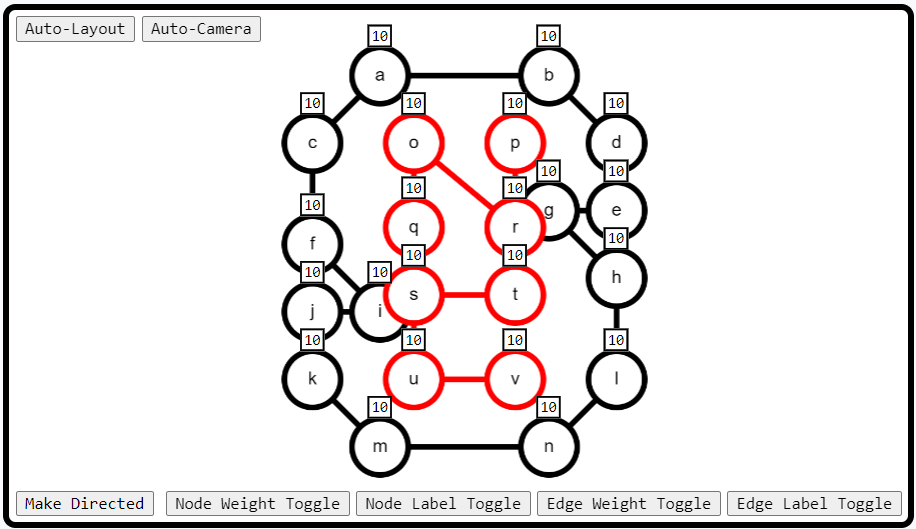 Auto-Layout Auto-Camera
10 10
a b
10 10 10 10
c o p d
10 10
10 10 10
g e
q r
10
f
10 10
h
10 10
s t
j i
10 10 10 10
k u v l
10 10
m n
Make Directed Node Weight Toggle Node Label Toggle Edge Weight Toggle Edge Label Toggle